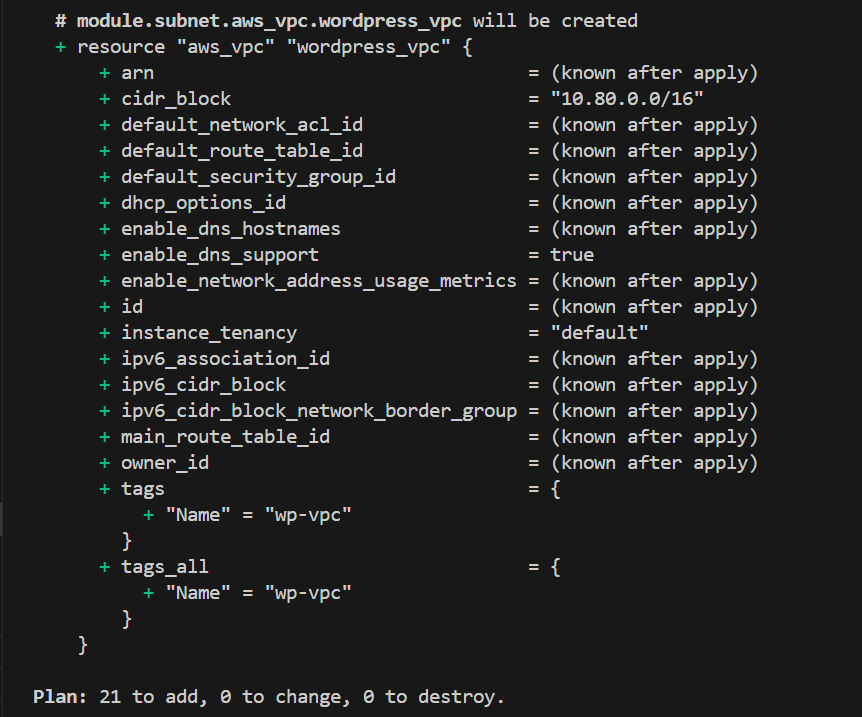 # module.subnet.aws_vpc.wordpress_vpc will be created
+ resource "aws_vpc" "wordpress_vpc" {
+ arn = (known after apply)
+ cidr_block = "10.80.0.0/16"
+ default_network_acl_id = (known after apply)
+ default_route_table_id = (known after apply)
+ default_security_group_id = (known after apply)
+ dhcp_options_id = (known after apply)
+ enable_dns_hostnames = (known after apply)
+ enable_dns_support = true
+ enable_network_address_usage_metrics = (known after apply)
+ id = (known after apply)
+ instance_tenancy = "default"
+ ipv6_association_id = (known after apply)
+ ipv6_cidr_block = (known after apply)
+ ipv6_cidr_block_network_border_group = (known after apply)
+ main_route_table_id = (known after apply)
+ owner_id = (known after apply)
+ tags = {
+ "Name" = "wp-vpc"
}
+ tags_all = {
+ "Name" = "wp-vpc"
}
}
Plan: 21 to add, 0 to change, 0 to destroy.